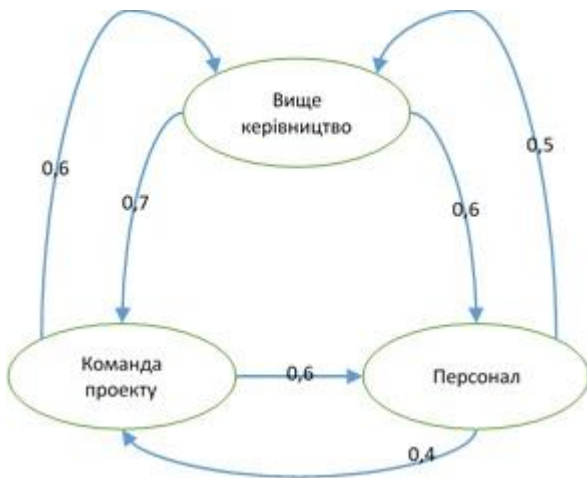 Вище
керівництво
0,6
0,5
0,7
0,6
Команда
проекту
0,6
Персонал
0,4